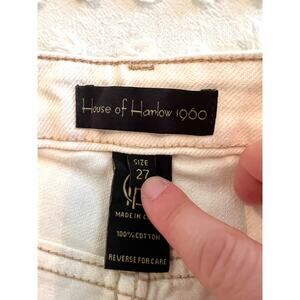 House of Harlow 1960
SIZE
27
MADE IN
100% COTTON
REVERSE FOR CARE